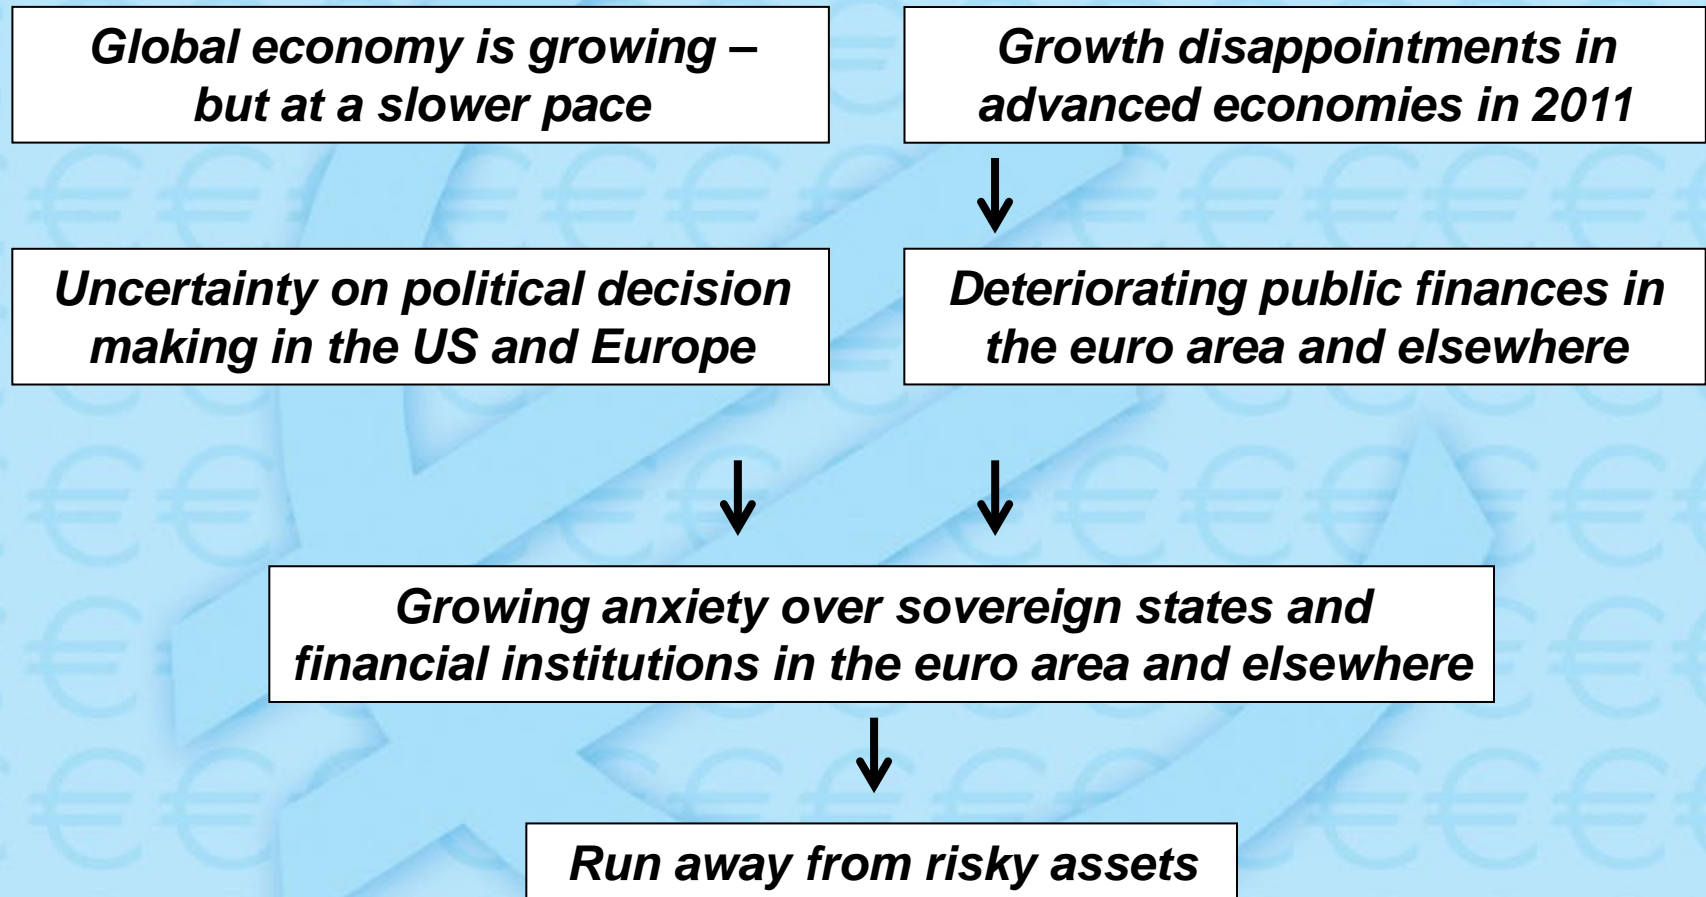 Global economy is growing –
but at a slower pace
Growth disappointments in
advanced economies in 2011
Uncertainty on political decision
making in the US and Europe
Deteriorating public finances in
the euro area and elsewhere
Growing anxiety over sovereign states and
financial institutions in the euro area and elsewhere
Run away from risky assets